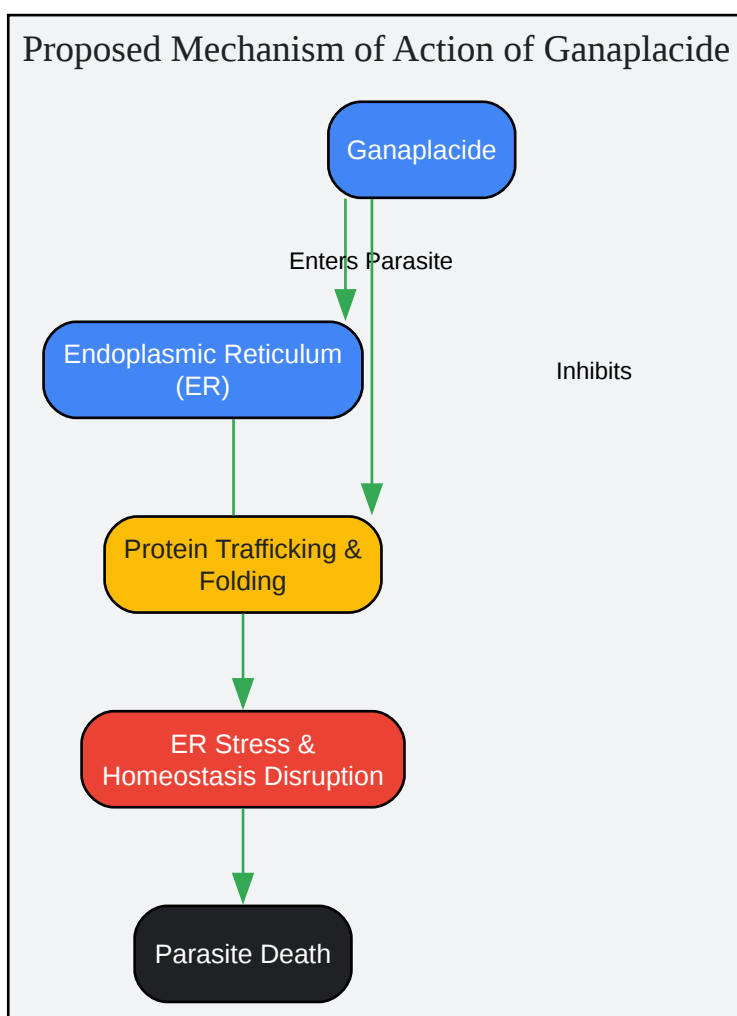 Proposed Mechanism of Action of Ganaplacide
Ganaplacide
Enters Parasite
Endoplasmic Reticulum
(ER)
Inhibits
Protein Trafficking &
Folding
ER Stress &
Homeostasis Disruption
Parasite Death